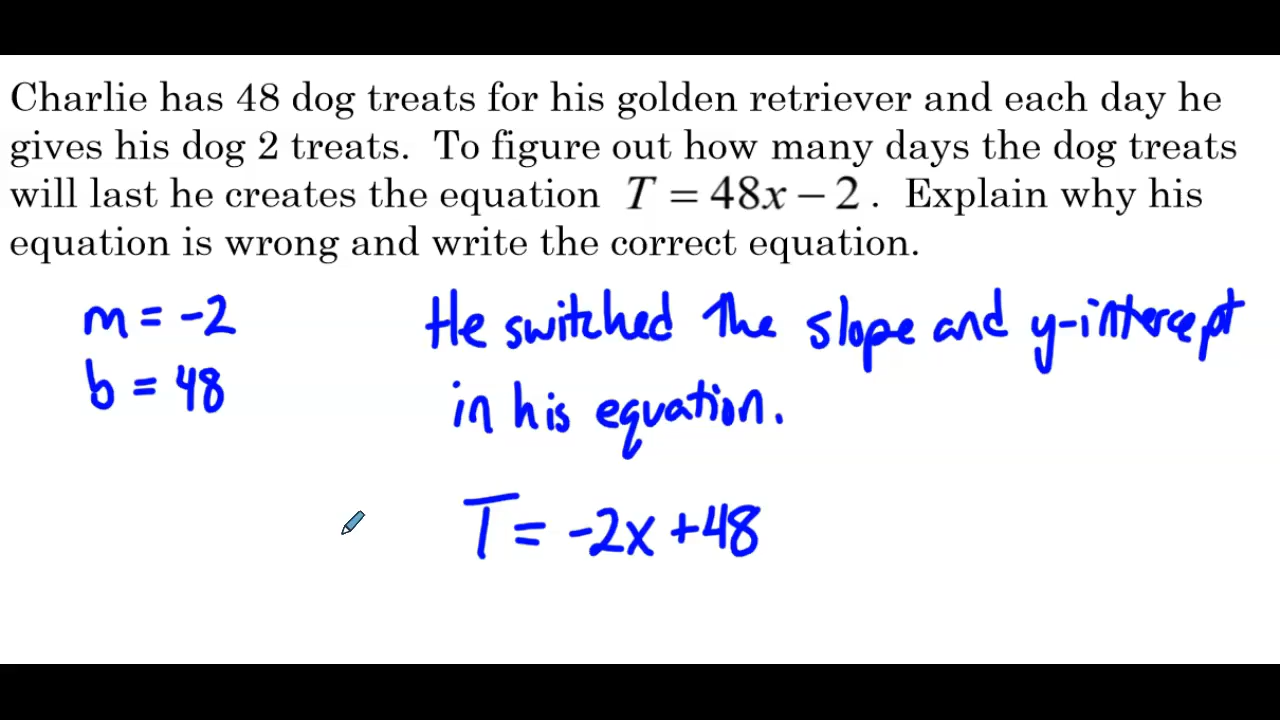 Charlie has 48 dog treats for his golden retriever and each day he
gives his dog 2 treats.  To figure out how many days the dog treats
will last he creates the equation T = 48x − 2.  Explain why his
equation is wrong and write the correct equation.
m = -2
b = 48
He switched the slope and y-intercept
in his equation.
T = -2x + 48